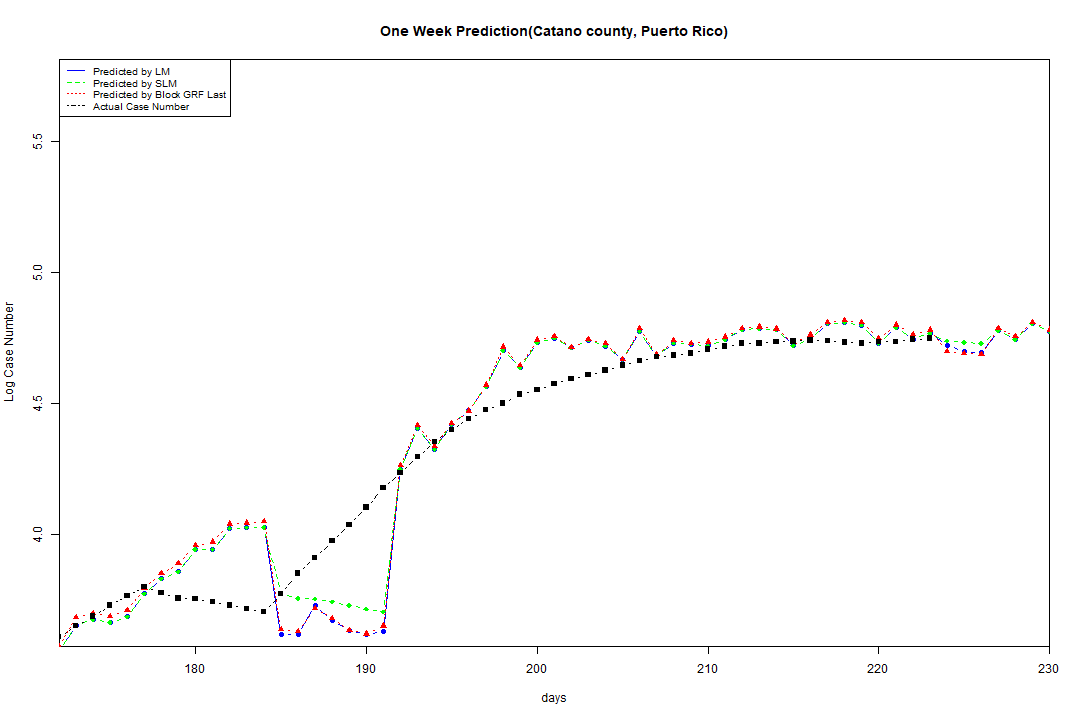 One Week Prediction(Catano county, Puerto Rico)
Predicted by LM
Predicted by SLM
Predicted by Block GRF Last
Actual Case Number
5.5
5.0
4.5
4.0
Log Case Number
180 190 200 210 220 230
days